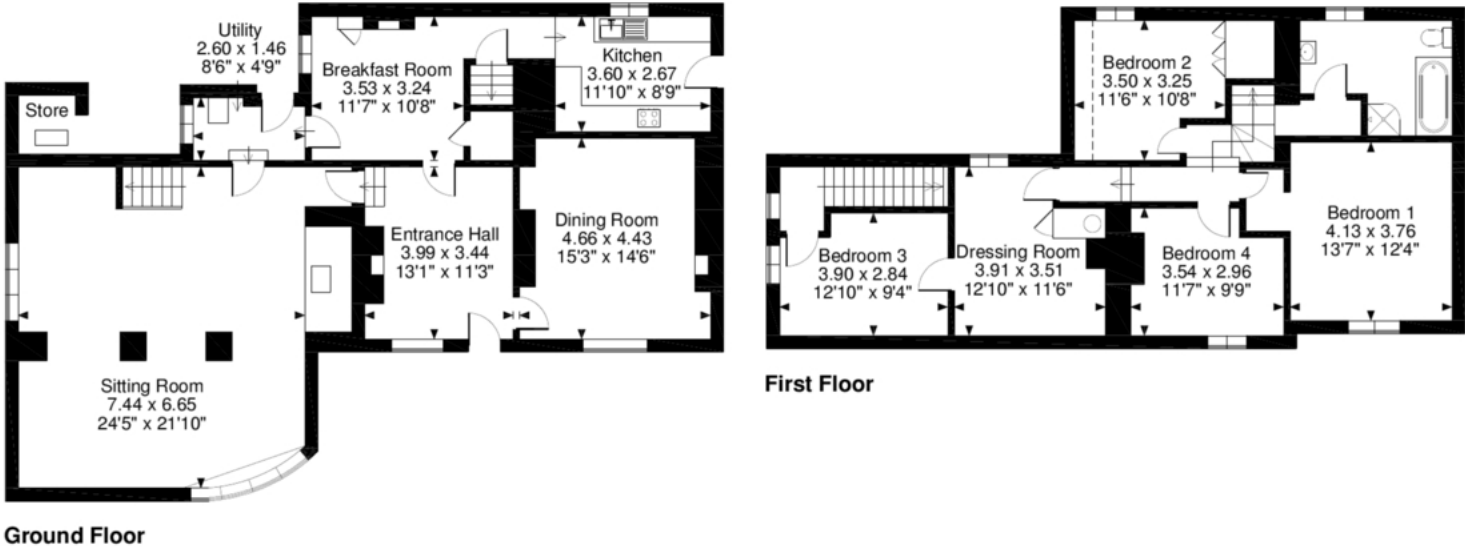 Utility
2.60 x 1.46
8'6" x 4'9"
Store
Breakfast Room
3.53 x 3.24
11'7" x 10'8"
Kitchen
3.60 x 2.67
11'10" x 8'9"
Entrance Hall
3.99 x 3.44
13'1" x 11'3"
Dining Room
4.66 x 4.43
15'3" x 14'6"
Sitting Room
7.44 x 6.65
24'5" x 21'10"
Ground Floor
Bedroom 2
3.50 x 3.25
11'6" x 10'8"
Bedroom 1
4.13 x 3.76
13'7" x 12'4"
Bedroom 3
3.90 x 2.84
12'10" x 9'4"
Dressing Room
3.91 x 3.51
12'10" x 11'6"
Bedroom 4
3.54 x 2.96
11'7" x 9'9"
First Floor